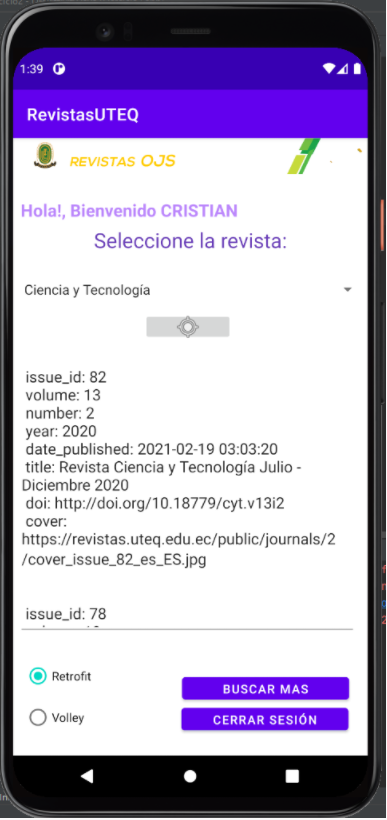 1:39
RevistasUTEQ
REVISTAS OJS
Hola!, Bienvenido CRISTIAN
Seleccione la revista:
Ciencia y Tecnología
issue_id: 82
volume: 13
number: 2
year: 2020
date_published: 2021-02-19 03:03:20
title: Revista Ciencia y Tecnología Julio -
Diciembre 2020
doi: http://doi.org/10.18779/cyt.v13i2
cover:
https://revistas.uteq.edu.ec/public/journals/2
/cover_issue_82_es_ES.jpg
issue_id: 78
Retrofit
BUSCAR MAS
Volley
CERRAR SESIÓN